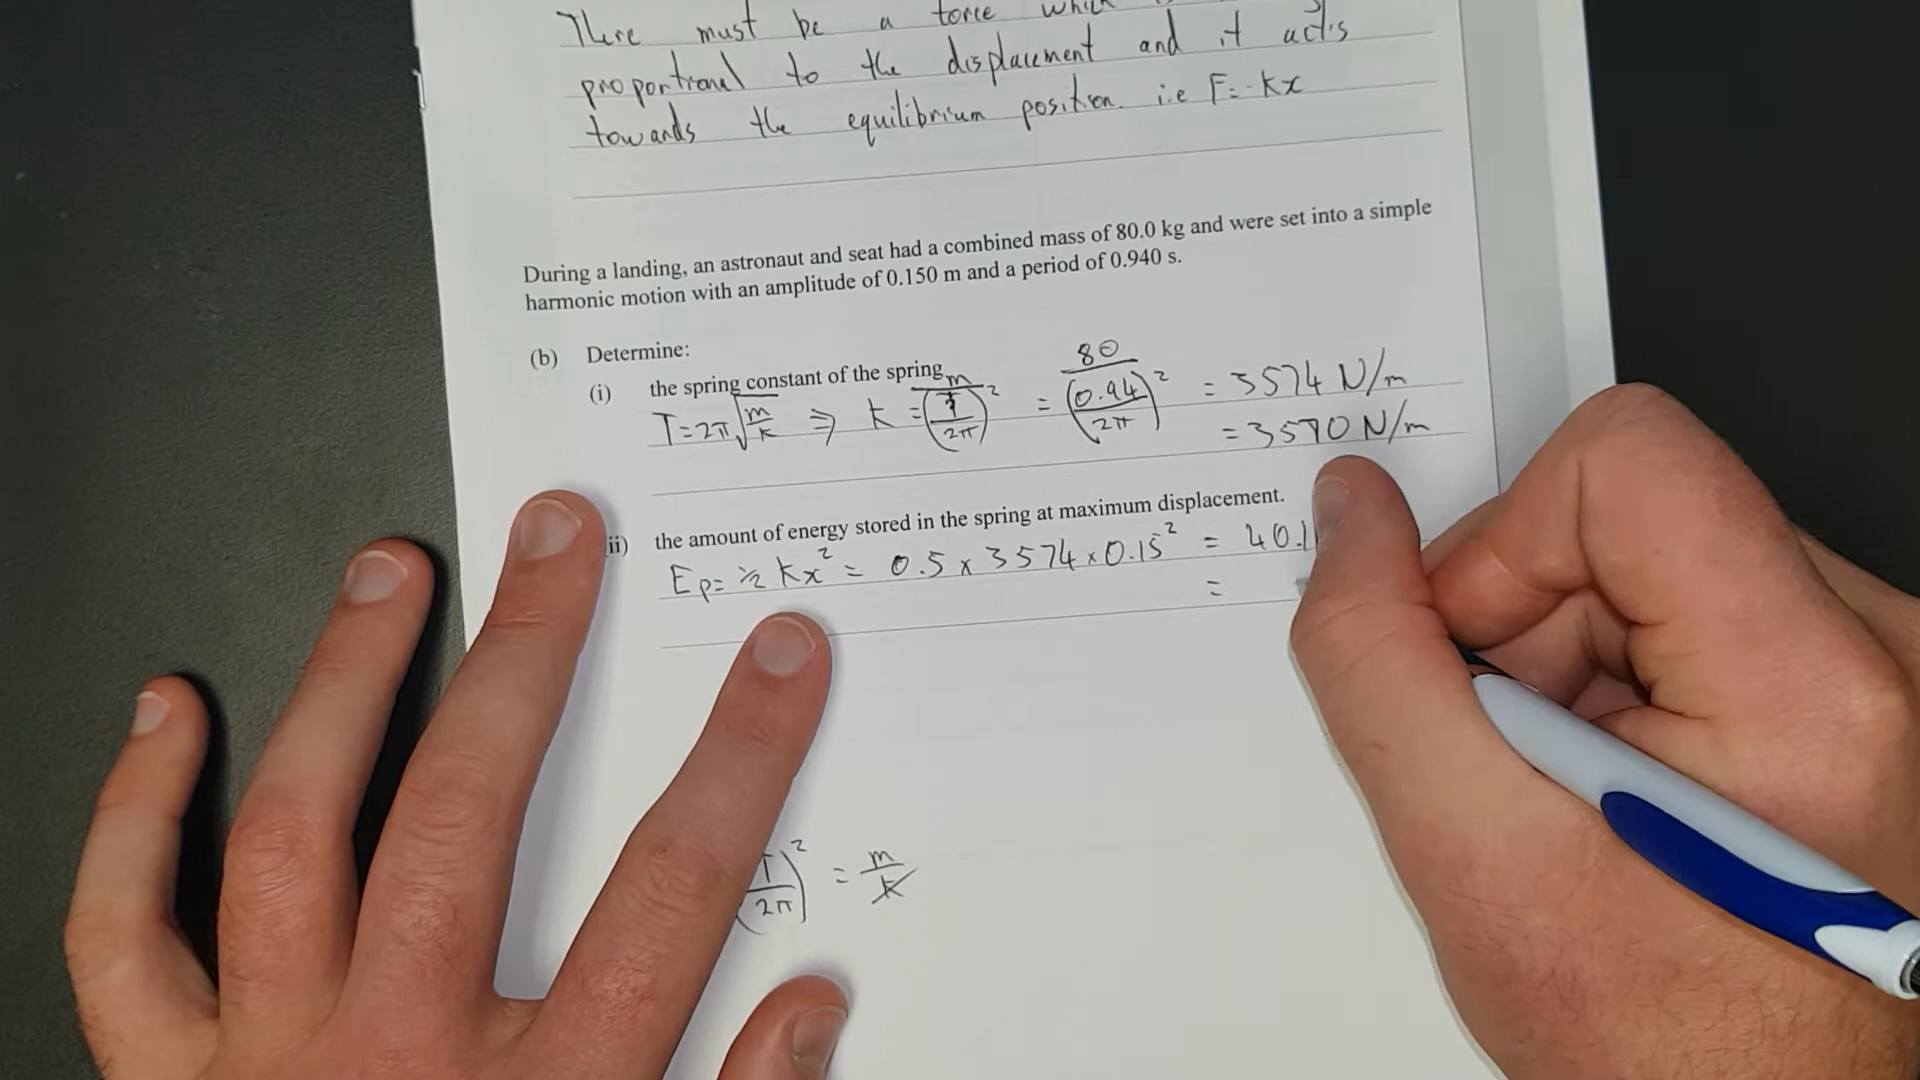 There must be a force
proportional to the displacement and it acts
towards the equilibrium position. i.e F=-kx
During a landing, an astronaut and seat had a combined mass of 80.0 kg and were set into a simple
harmonic motion with an amplitude of 0.150 m and a period of 0.940 s.
(b) Determine:
(i) the spring constant of the spring
T=2π√(m/k) ⇒ k = m/(T/2π)² = 80/(0.94/2π)² = 3574 N/m
= 3570 N/m
ii) the amount of energy stored in the spring at maximum displacement.
Ep= ½ kx² = 0.5 × 3574 × 0.15² = 40.1
=
(T/2π)² = m/k